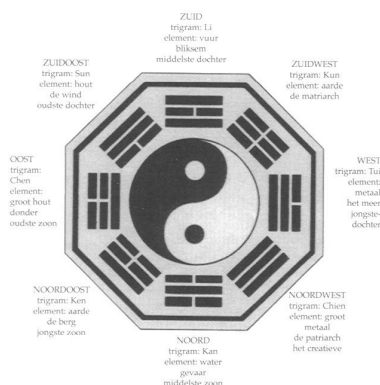 ZUID
trigram: Li
element: vuur
bliksem
middelste dochter
ZUIDOOST
trigram: Sun
element: hout
de wind
oudste dochter
ZUIDWEST
trigram: Kun
element: aarde
de matriarch
OOST
trigram:
Chen
element:
groot hout
donder
oudste zoon
WEST
trigram: Tui
element:
metaal
het meer
jongste-
dochter
NOORDOOST
trigram: Ken
element: aarde
de berg
jongste zoon
NOORDWEST
trigram: Chien
element: groot
metaal
de patriarch
het creatieve
NOORD
trigram: Kan
element: water
gevaar
middelste zoon